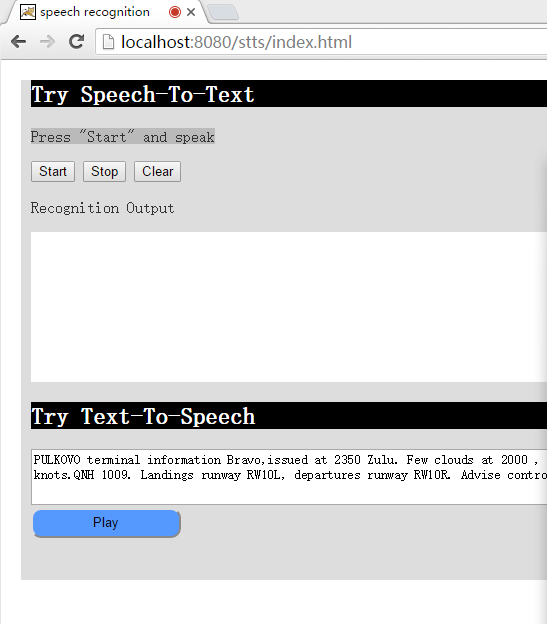 speech recognition
localhost:8080/stts/index.html
Try Speech-To-Text
Press "Start" and speak
Start Stop Clear
Recognition Output
Try Text-To-Speech
PULKOVO terminal information Bravo,issued at 2350 Zulu. Few clouds at 2000 ,
knots.QNH 1009. Landings runway RW10L, departures runway RW10R. Advise contro
Play